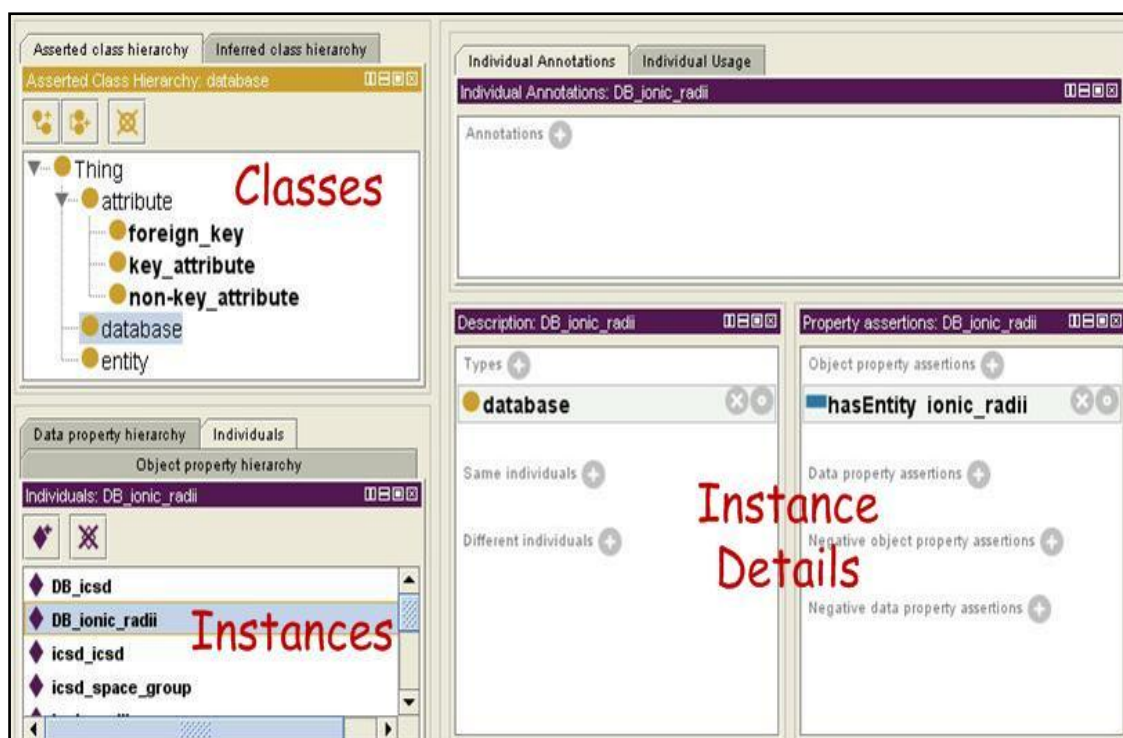 Asserted class hierarchy
Inferred class hierarchy
Asserted Class Hierarchy: database
Thing
attribute
foreign_key
key_attribute
non-key_attribute
database
entity
Classes
Data property hierarchy
Individuals
Object property hierarchy
Individuals: DB_ionic_radii
DB_icsd
DB_ionic_radii
icsd_icsd
icsd_space_group
Instances
Individual Annotations
Individual Usage
Individual Annotations: DB_ionic_radii
Annotations
Description: DB_ionic_radii
Types
database
Same individuals
Different individuals
Property assertions: DB_ionic_radii
Object property assertions
hasEntity ionic_radii
Data property assertions
Negative object property assertions
Negative data property assertions
Instance
Details